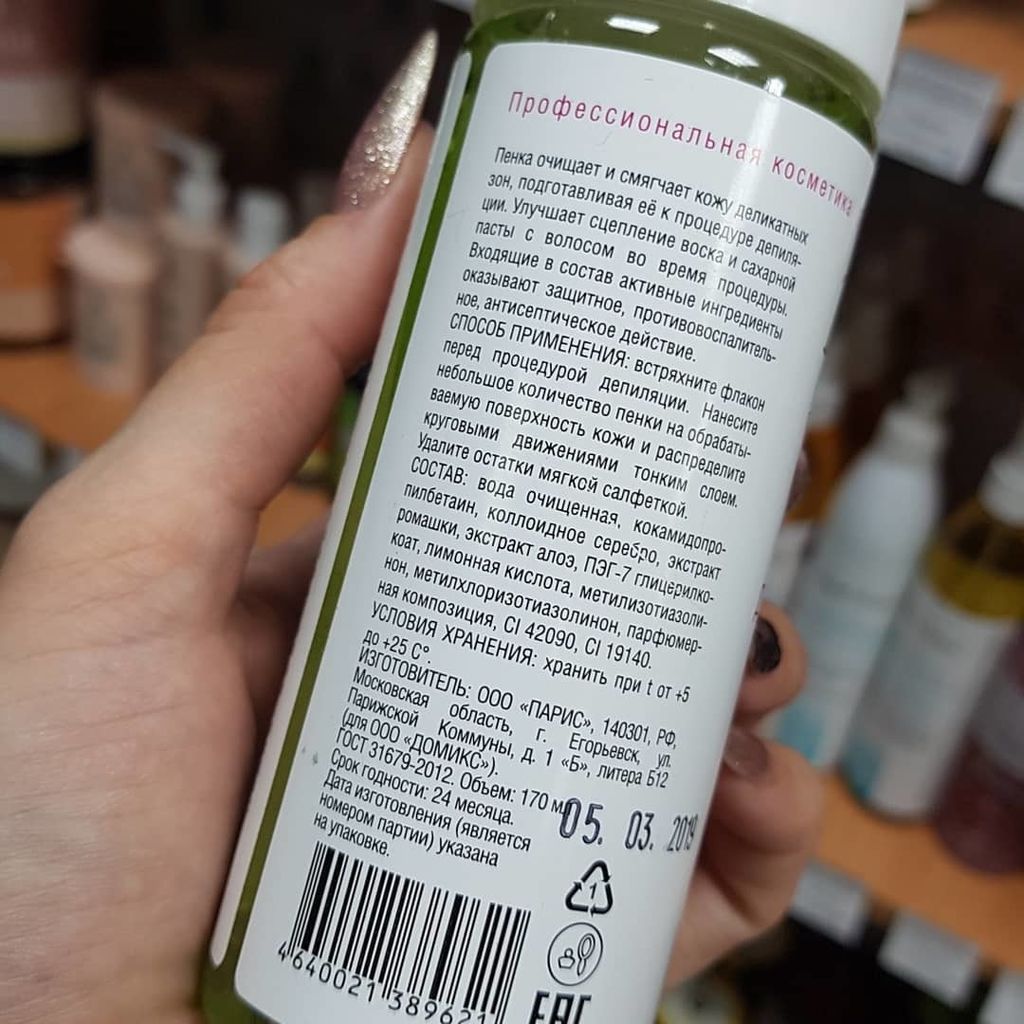 Профессиональная косметика
Пенка очищает и смягчает кожу деликатных
зон, подготавливая её к процедуре депиля-
ции. Улучшает сцепление воска и сахарной
пасты с волосом во время процедуры.
Входящие в состав активные ингредиенты
оказывают защитное, противовоспалитель-
ное, антисептическое действие.
СПОСОБ ПРИМЕНЕНИЯ: встряхните флакон
перед процедурой депиляции. Нанесите
небольшое количество пенки на обрабаты-
ваемую поверхность кожи и распределите
круговыми движениями тонким слоем.
Удалите остатки мягкой салфеткой.
СОСТАВ: вода очищенная, кокамидопро-
пилбетаин, коллоидное серебро, экстракт
ромашки, экстракт алоэ, ПЭГ-7 глицерилко-
коат, лимонная кислота, метилизотиазоли-
нон, метилхлоризотиазолинон, парфюмер-
ная композиция, CI 42090, CI 19140.
УСЛОВИЯ ХРАНЕНИЯ: хранить при t от +5
до +25 С°.
ИЗГОТОВИТЕЛЬ: ООО «ПАРИС», 140301, РФ,
Московская область, г. Егорьевск, ул.
Парижской Коммуны, д. 1 «Б», литера Б12
(для ООО «ДОМИКС»).
ГОСТ 31679-2012. Объем: 170 мл
Срок годности: 24 месяца.
Дата изготовления (является
номером партии) указана
на упаковке.
05. 03. 2019
1
4 640021 389621
EAC